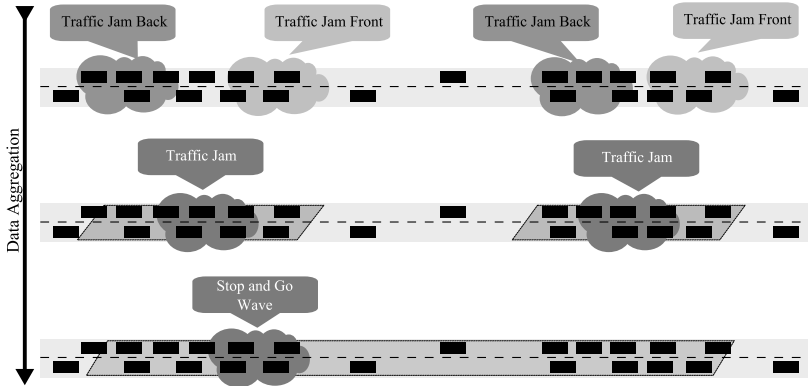 Traffic Jam Back
Traffic Jam Front
Traffic Jam Back
Traffic Jam Front
Data Aggregation
Traffic Jam
Traffic Jam
Stop and Go
Wave